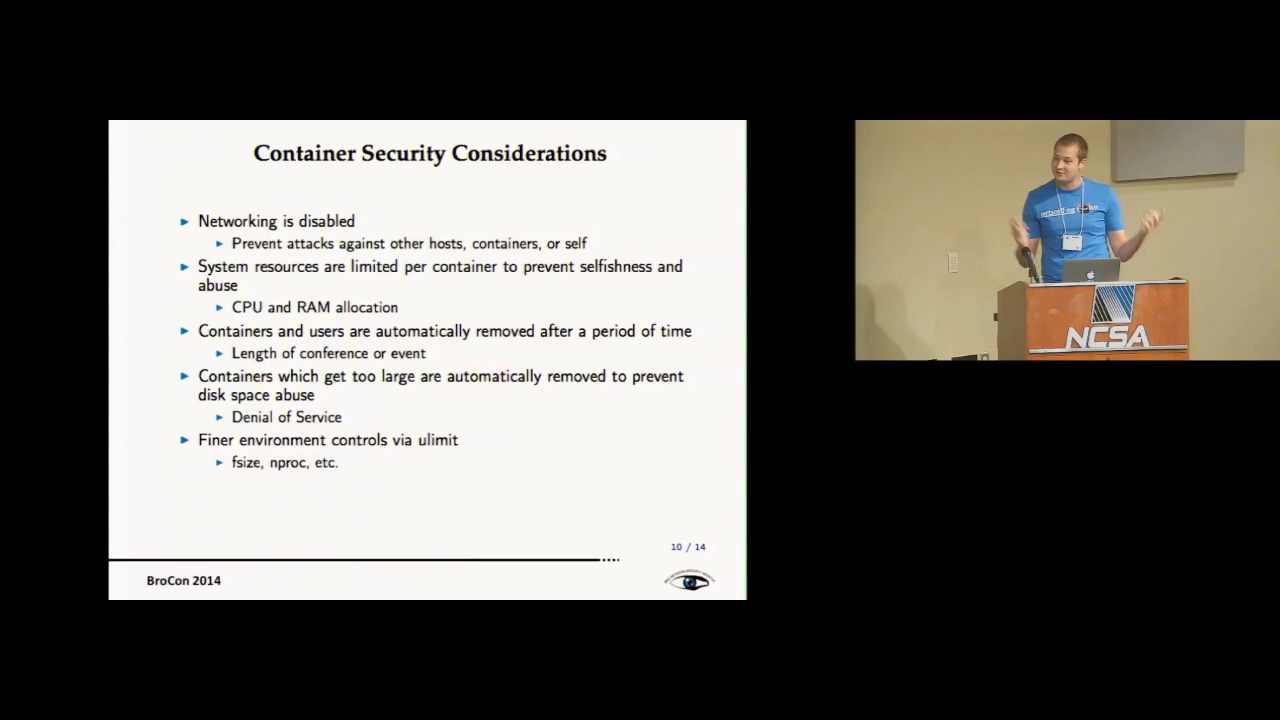 Container Security Considerations
Networking is disabled
Prevent attacks against other hosts, containers, or self
System resources are limited per container to prevent selfishness and
abuse
CPU and RAM allocation
Containers and users are automatically removed after a period of time
Length of conference or event
Containers which get too large are automatically removed to prevent
disk space abuse
Denial of Service
Finer environment controls via ulimit
fsize, nproc, etc.
10 / 14
BroCon 2014
NCSA